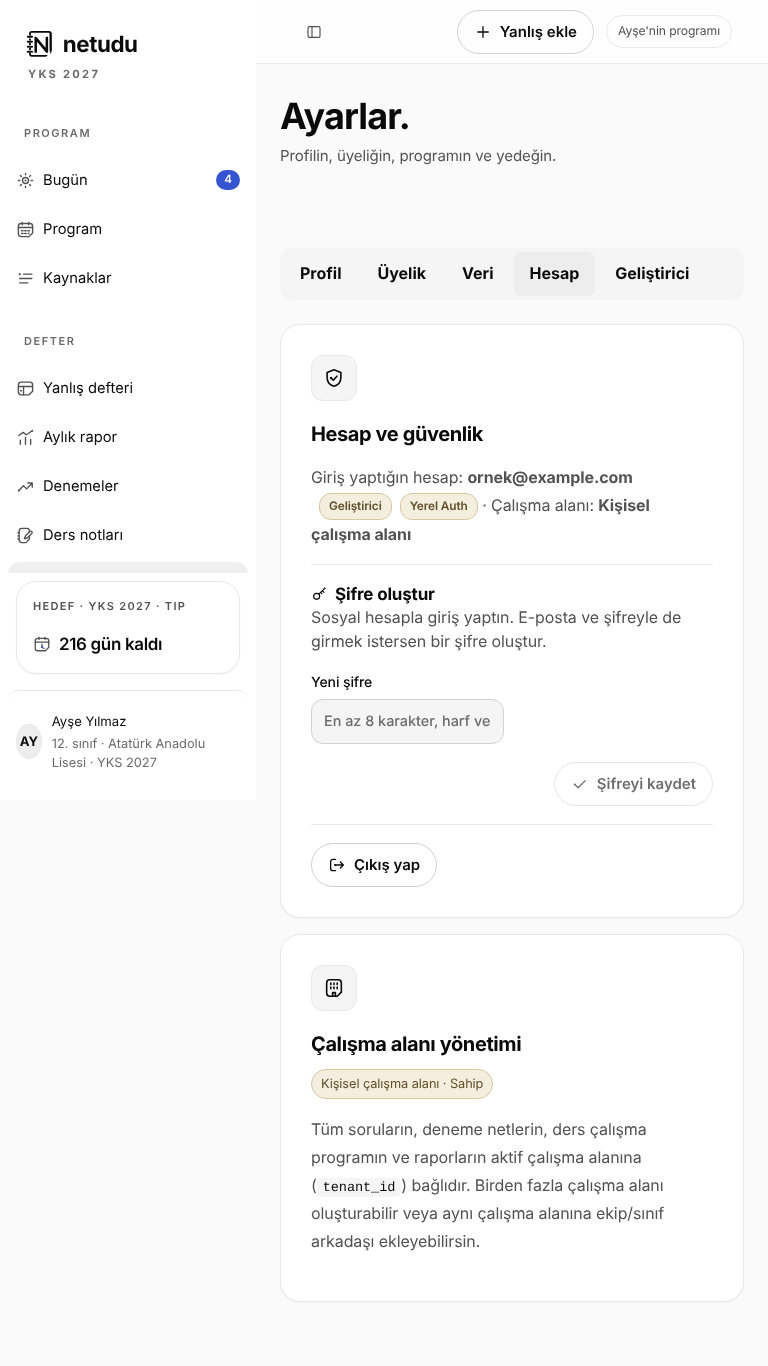 netudu
YKS 2027
PROGRAM
Bugün
4
Program
Kaynaklar
DEFTER
Yanlış defteri
Aylık rapor
Denemeler
Ders notları
HEDEF · YKS 2027 · TIP
216 gün kaldı
AY
Ayşe Yılmaz
12. sınıf · Atatürk Anadolu
Lisesi · YKS 2027
Yanlış ekle
Ayşe'nin programı
Ayarlar.
Profilin, üyeliğin, programın ve yedeğin.
Profil Üyelik Veri Hesap Geliştirici
Hesap ve güvenlik
Giriş yaptığın hesap: ornek@example.com
Geliştirici Yerel Auth · Çalışma alanı: Kişisel
çalışma alanı
Şifre oluştur
Sosyal hesapla giriş yaptın. E-posta ve şifreyle de
girmek istersen bir şifre oluştur.
Yeni şifre
En az 8 karakter, harf ve
Şifreyi kaydet
Çıkış yap
Çalışma alanı yönetimi
Kişisel çalışma alanı · Sahip
Tüm soruların, deneme netlerin, ders çalışma
programın ve raporların aktif çalışma alanına
( tenant_id ) bağlıdır. Birden fazla çalışma alanı
oluşturabilir veya aynı çalışma alanına ekip/sınıf
arkadaşı ekleyebilirsin.